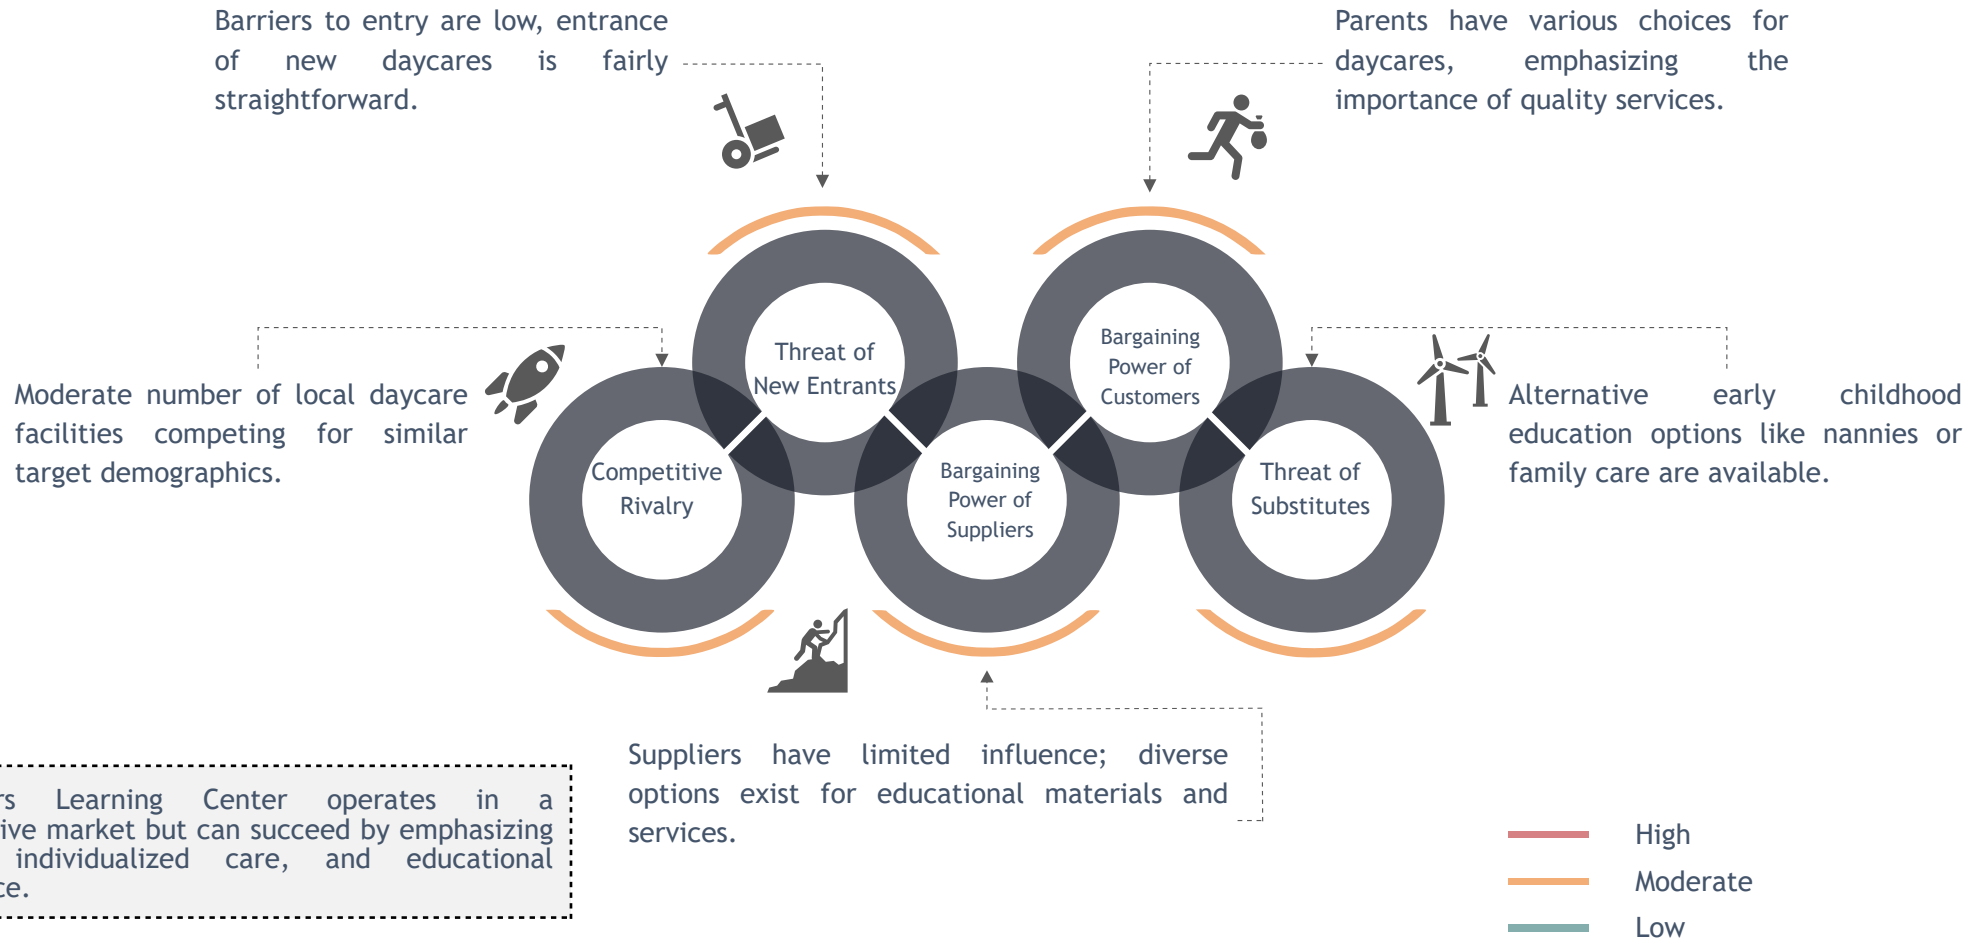 Barriers to entry are low, entrance
of new daycares is fairly
straightforward.
Parents have various choices for
daycares, emphasizing the
importance of quality services.
Threat of
New Entrants
Bargaining
Power of
Customers
Moderate number of local daycare
facilities competing for similar
target demographics.
Competitive
Rivalry
Bargaining
Power of
Suppliers
Threat of
Substitutes
Alternative early childhood
education options like nannies or
family care are available.
Suppliers have limited influence; diverse
options exist for educational materials and
services.
Learning Center operates in a
market but can succeed by emphasizing
individualized care, and educational
High
Moderate
Low